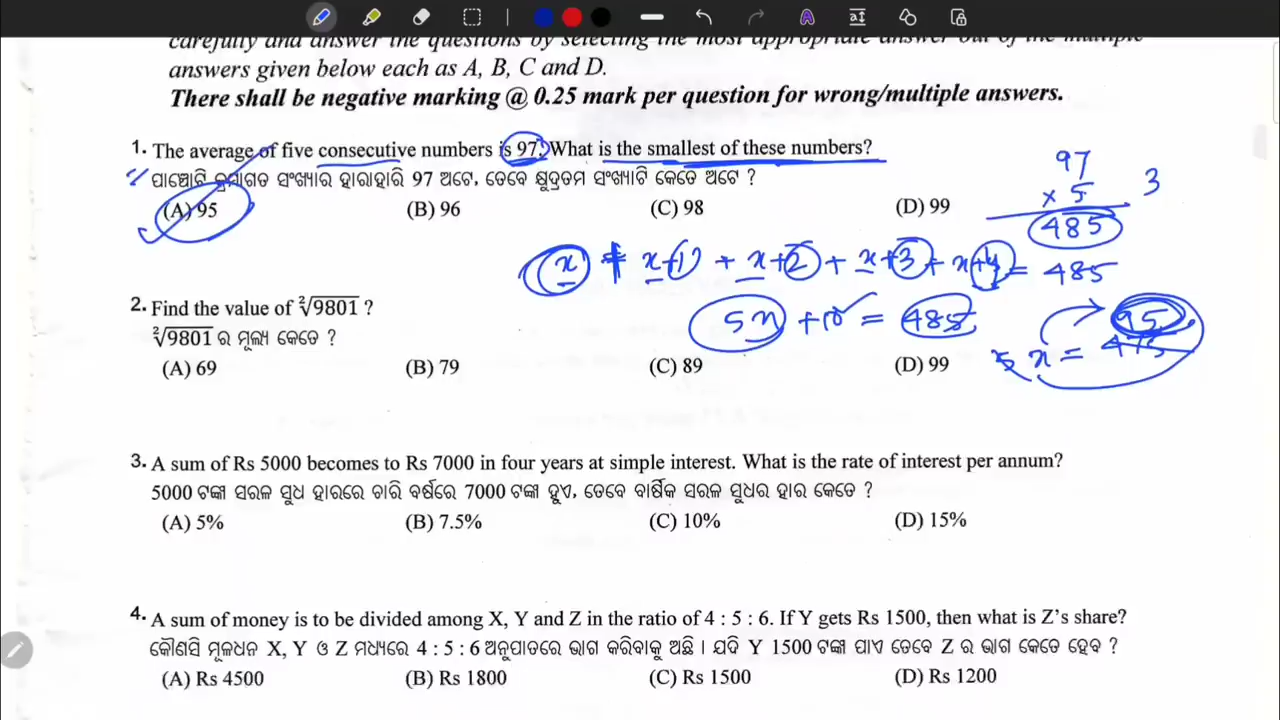 carefully and answer the questions by selecting the most appropriate answer out of the multiple
answers given below each as A, B, C and D.
There shall be negative marking @ 0.25 mark per question for wrong/multiple answers.
1. The average of five consecutive numbers is 97. What is the smallest of these numbers?
ପାଞ୍ଚୋଟି କ୍ରମାଗତ ସଂଖ୍ୟାର ହାରାହାରି 97 ଅଟେ, ତେବେ କ୍ଷୁଦ୍ରତମ ସଂଖ୍ୟାଟି କେତେ ଅଟେ ?
(A) 95 (B) 96 (C) 98 (D) 99
97
× 5 3
485
x + x+1 + x+2 + x+3 + x+4 = 485
5x + 10 = 485
95
5x = 475
2. Find the value of ²√9801 ?
²√9801 ର ମୂଲ୍ୟ କେତେ ?
(A) 69 (B) 79 (C) 89 (D) 99
3. A sum of Rs 5000 becomes to Rs 7000 in four years at simple interest. What is the rate of interest per annum?
5000 ଟଙ୍କା ସରଳ ସୁଧ ହାରରେ ଚାରି ବର୍ଷରେ 7000 ଟଙ୍କା ହୁଏ, ତେବେ ବାର୍ଷିକ ସରଳ ସୁଧର ହାର କେତେ ?
(A) 5% (B) 7.5% (C) 10% (D) 15%
4. A sum of money is to be divided among X, Y and Z in the ratio of 4 : 5 : 6. If Y gets Rs 1500, then what is Z's share?
କୌଣସି ମୂଳଧନ X, Y ଓ Z ମଧ୍ୟରେ 4 : 5 : 6 ଅନୁପାତରେ ଭାଗ କରିବାକୁ ଅଛି । ଯଦି Y 1500 ଟଙ୍କା ପାଏ ତେବେ Z ର ଭାଗ କେତେ ହେବ ?
(A) Rs 4500 (B) Rs 1800 (C) Rs 1500 (D) Rs 1200